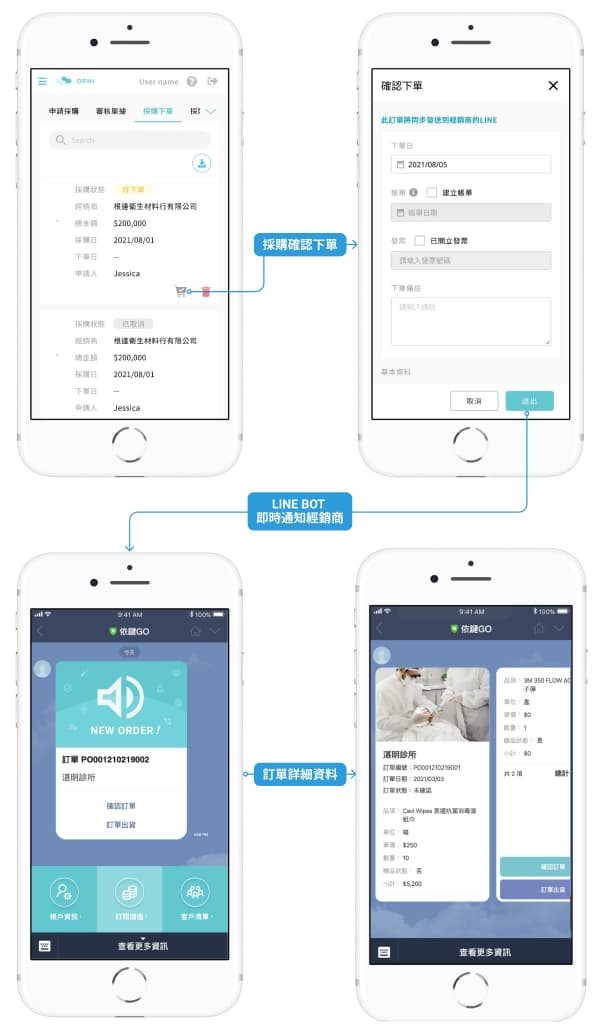 OPHI
User name
申請採購
審核單據
採購下單
Search
採購狀態 待下單
經銷商 根達衛生材料行有限公司
總金額 $200,000
採購日 2021/08/01
下單日 --
申請人 Jessica
採購狀態 已取消
經銷商 根達衛生材料行有限公司
總金額 $200,000
採購日 2021/08/01
下單日 --
申請人 Jessica
採購確認下單
確認下單
此訂單將同步發送到經銷商的LINE
下單日
2021/08/05
帳單 建立帳單
帳單日期
發票 已開立發票
請填入發票號碼
下單備註
請輸入備註
基本資料
取消
送出
LINE BOT
即時通知經銷商
9:41 AM
100%
依鍵GO
今天
NEW ORDER!
訂單 PO001210219002
湛明診所
確認訂單
訂單出貨
帳戶資訊
訂閱儲值
客戶清單
查看更多資訊
訂單詳細資料
9:41 AM
100%
依鍵GO
湛明診所
訂單編號：PO001210219001
訂單日期：2021/03/03
訂單狀態：未確認
品項： Cavi Wipes 素遮抗菌消毒濕
紙巾
單位： 箱
單價： $250
數量： 10
贈品狀態： 否
小計： $5,200
品項： 3M 350 FLOW AC
子彈
單位： 盒
單價： $0
數量： 1
贈品狀態： 是
小計： $0
共 2 項 總計
確認訂單
訂單出貨
查看更多資訊